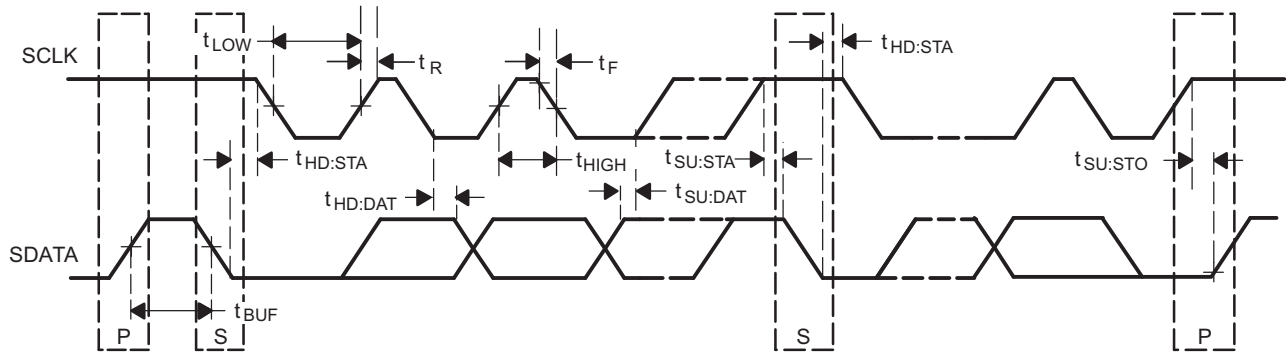 SCLK
tLOW
tR
tF
tHD:STA
tHD:STA
tHD:DAT
tHIGH
tSU:STA
tSU:DAT
tSU:STO
SDATA
tBUF
P
S
S
P